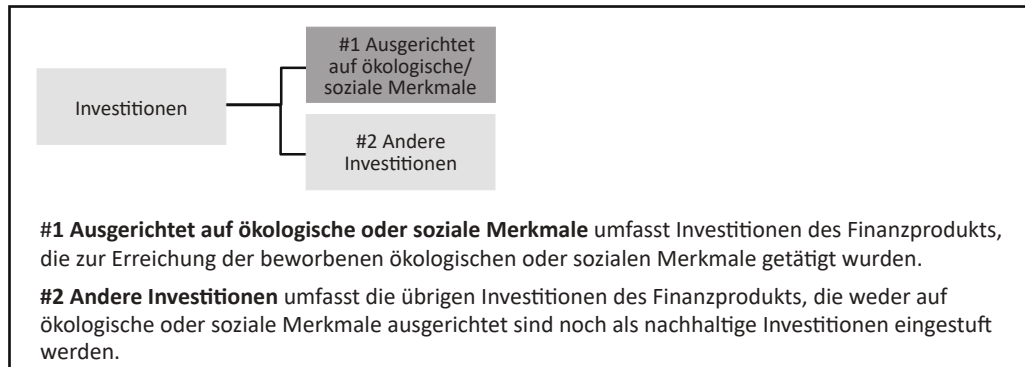 #1 Ausgerichtet
auf ökologische/
soziale Merkmale
Investitionen
#2 Andere
Investitionen
#1 Ausgerichtet auf ökologische oder soziale Merkmale umfasst Investitionen des Finanzprodukts,
die zur Erreichung der beworbenen ökologischen oder sozialen Merkmale getätigt wurden.
#2 Andere Investitionen umfasst die übrigen Investitionen des Finanzprodukts, die weder auf
ökologische oder soziale Merkmale ausgerichtet sind noch als nachhaltige Investitionen eingestuft
werden.